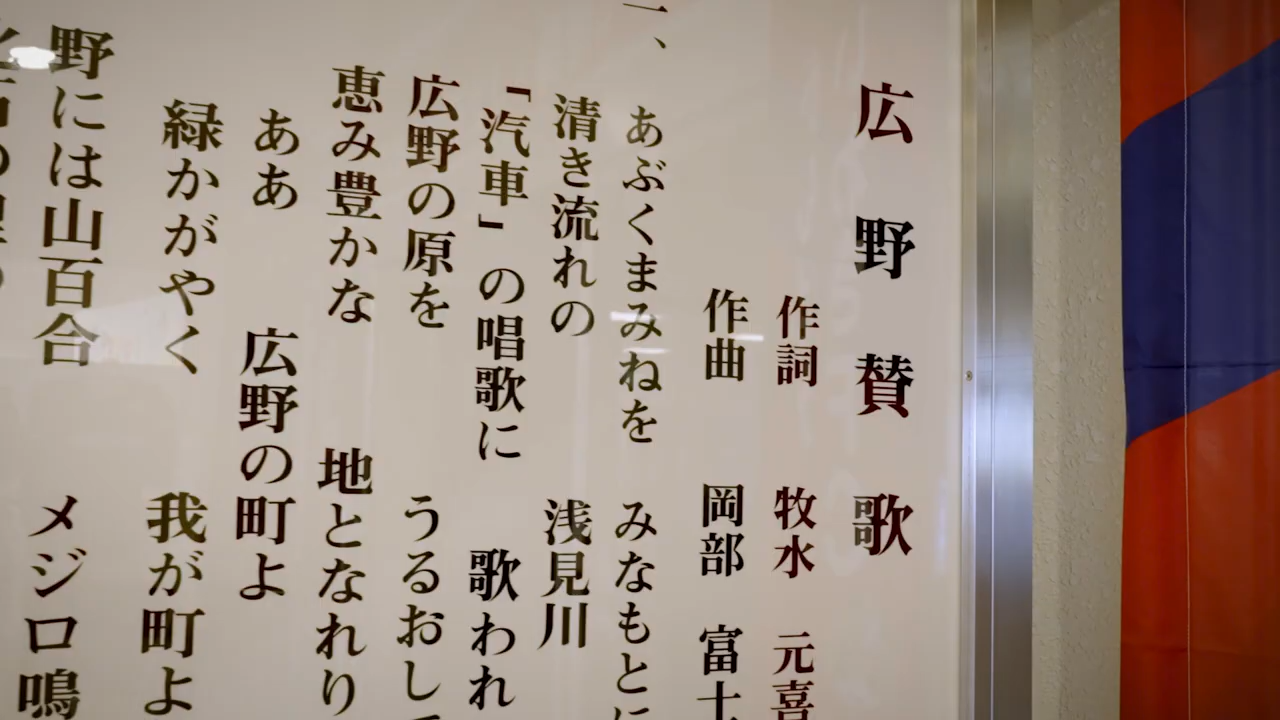 広野賛歌
作詞 牧水 元喜
作曲 岡部 富士
一、
あぶくまみねを みなもとに
清き流れの 浅見川
「汽車」の唱歌に 歌われ
広野の原を うるおして
恵み豊かな 地となれり
ああ 広野の町よ
緑かがやく 我が町よ
野には山百合 メジロ鳴